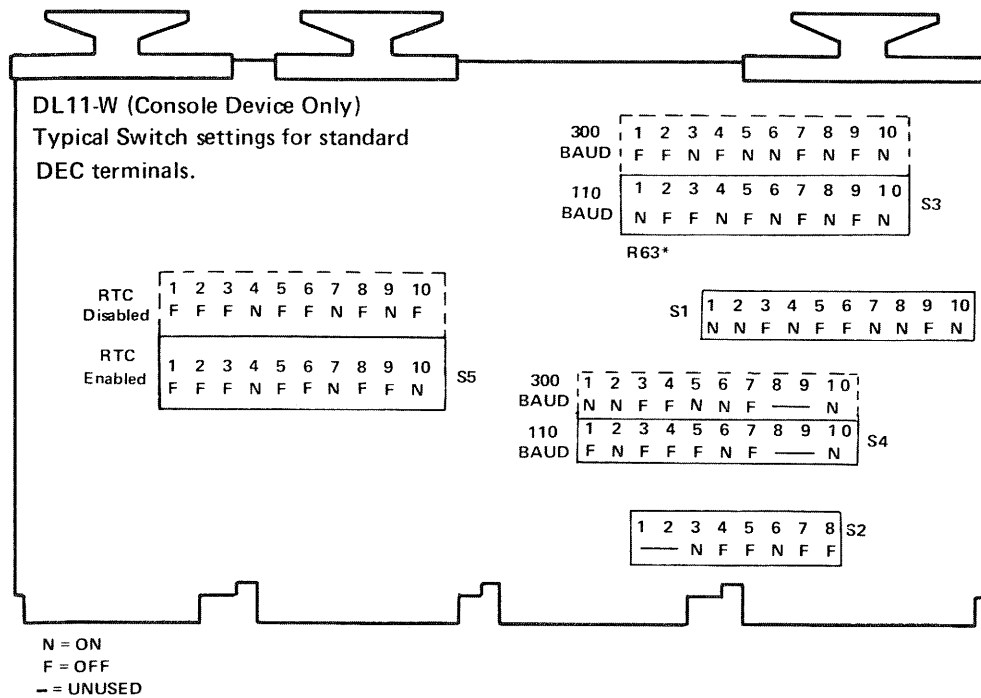 DL11-W (Console Device Only)
Typical Switch settings for standard
DEC terminals.
300 BAUD
1 2 3 4 5 6 7 8 9 10
F F N F N N F N F N
110 BAUD
1 2 3 4 5 6 7 8 9 10
N F F N F N F N F N
S3
R63*
RTC Disabled
1 2 3 4 5 6 7 8 9 10
F F F N F F N F N F
RTC Enabled
1 2 3 4 5 6 7 8 9 10
F F F N F F N F F N
S5
S1
1 2 3 4 5 6 7 8 9 10
N N F N F F N N F N
300 BAUD
1 2 3 4 5 6 7 8 9 10
N N F F N N F — N
110 BAUD
1 2 3 4 5 6 7 8 9 10
F N F F F N F — N
S4
1 2 3 4 5 6 7 8
— N F F N F F
S2
N = ON
F = OFF
– = UNUSED